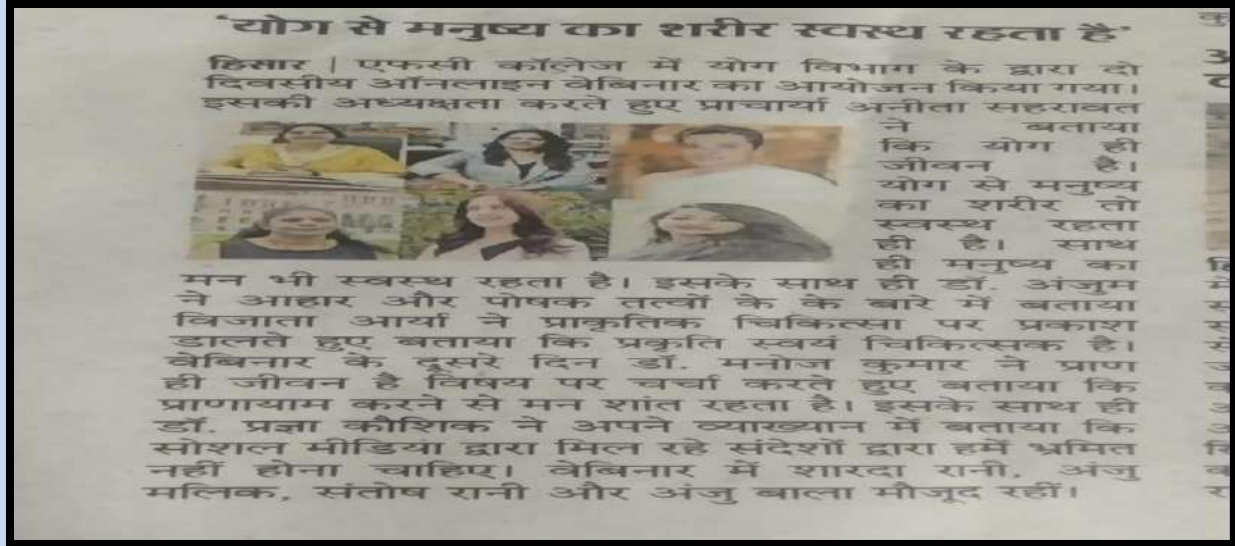 ‘योग से मनुष्य का शरीर स्वस्थ रहता है’
हिसार | एफसी कॉलेज में योग विभाग के द्वारा दो
दिवसीय ऑनलाइन वेबिनार का आयोजन किया गया।
इसकी अध्यक्षता करते हुए प्राचार्या अनीता सहरावत
ने बताया
कि योग ही
जीवन है।
योग से मनुष्य
का शरीर तो
स्वस्थ रहता
ही है। साथ
ही मनुष्य का
मन भी स्वस्थ रहता है। इसके साथ ही डॉ. अंजुम
ने आहार और पोषक तत्वों के के बारे में बताया
विजाता आर्या ने प्राकृतिक चिकित्सा पर प्रकाश
डालते हुए बताया कि प्रकृति स्वयं चिकित्सक है।
वेबिनार के दूसरे दिन डॉ. मनोज कुमार ने प्राण
ही जीवन है विषय पर चर्चा करते हुए बताया कि
प्राणायाम करने से मन शांत रहता है। इसके साथ ही
डॉ. प्रज्ञा कौशिक ने अपने व्याख्यान में बताया कि
सोशल मीडिया द्वारा मिल रहे संदेशों द्वारा हमें भ्रमित
नहीं होना चाहिए। वेबिनार में शारदा रानी, अंजु
मलिक, संतोष रानी और अंजु बाला मौजूद रहीं।